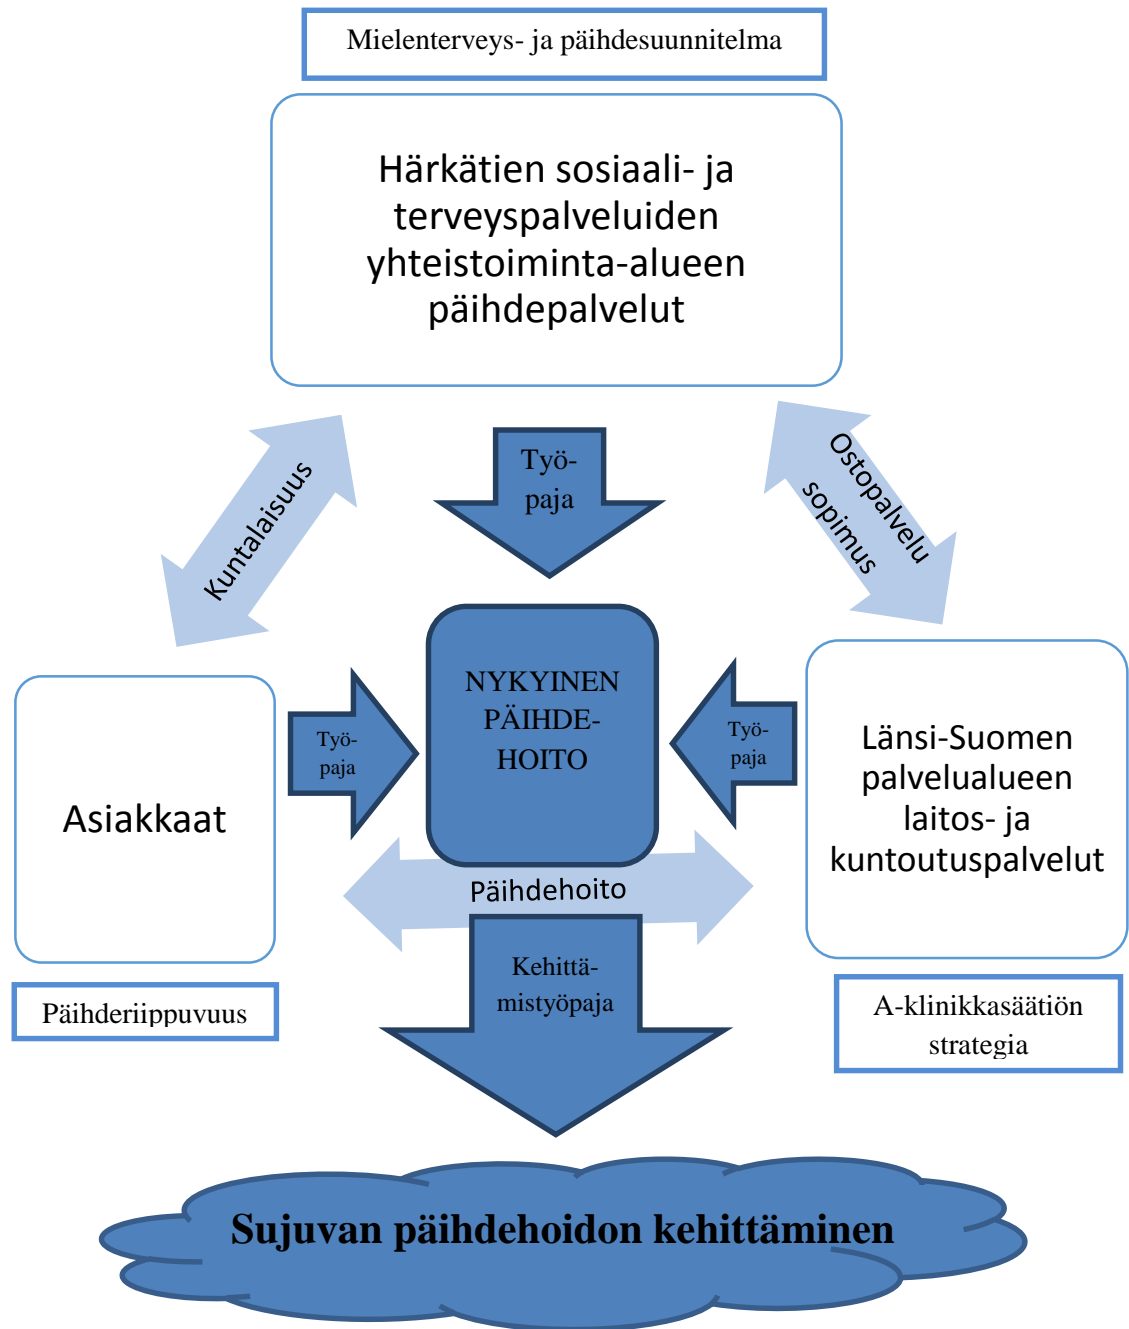 Mielenterveys- ja päihdesuunnitelma
Härkätien sosiaali- ja
terveyspalveluiden
yhteistoiminta-alueen
päihdepalvelut
Kuntalaisuus
Työ-
paja
Ostopalvelu
sopimus
Asiakkaat
Työ-
paja
NYKYINEN
PÄIHDE-
HOITO
Työ-
paja
Länsi-Suomen
palvelualueen
laitos- ja
kuntoutuspalvelut
Päihdehoito
Päihderiippuvuus
Kehittä-
mistyöpaja
A-klinikkasäätiön
strategia
Sujuvan päihdehoidon kehittäminen